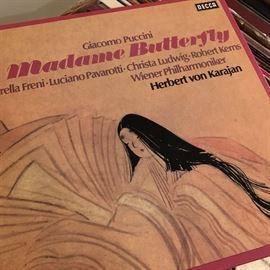 DECCA
Giacomo Puccini
Madame Butterfly
rella Freni · Luciano Pavarotti · Christa Ludwig · Robert Kerns
Wiener Philharmoniker
Herbert von Karajan